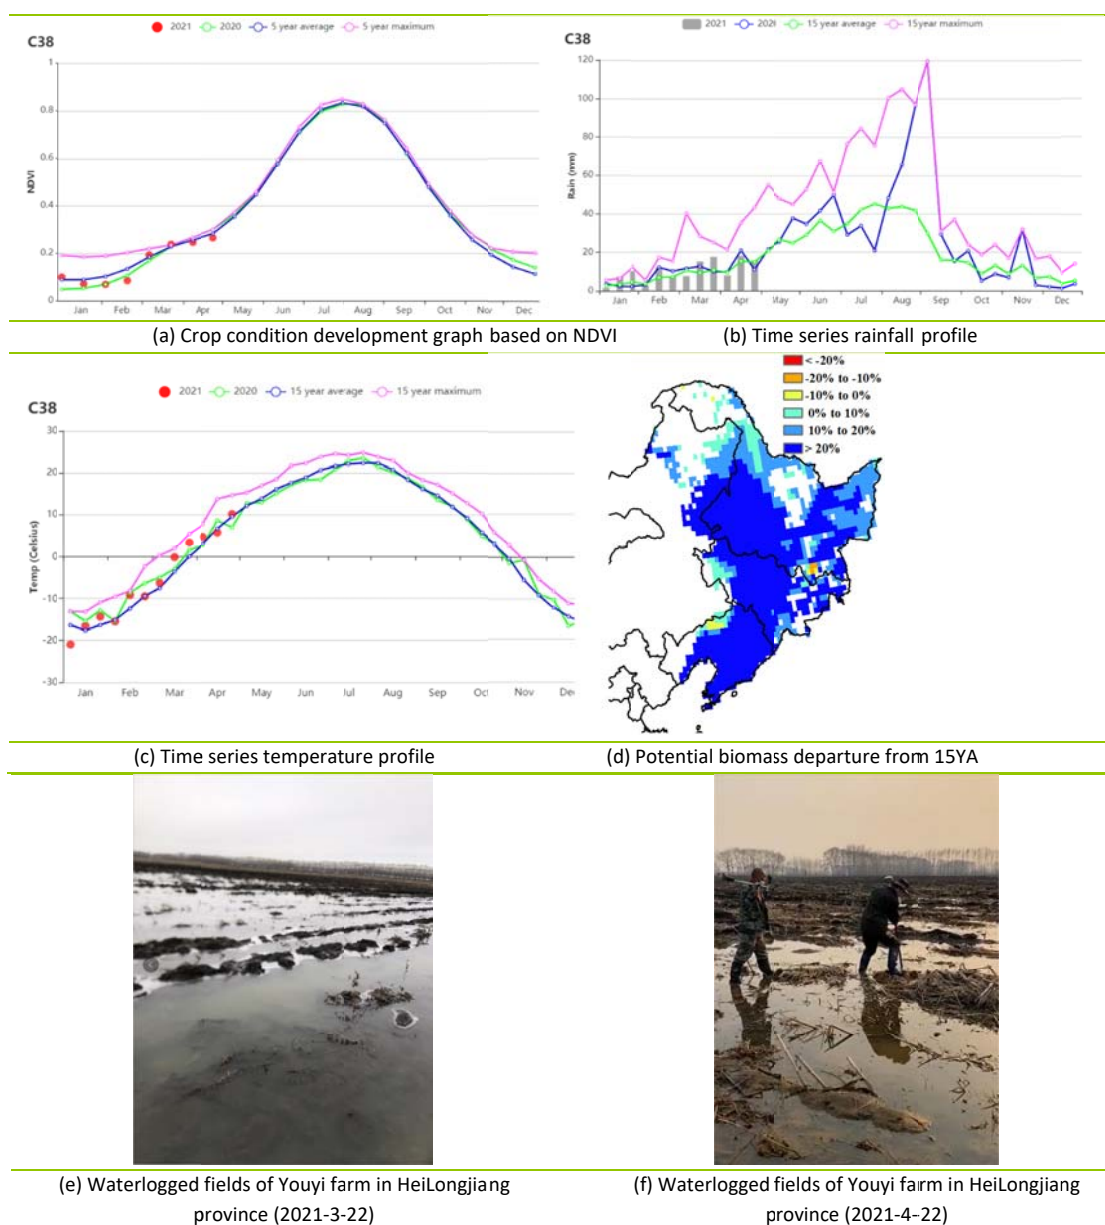 2021 2020 5 year average 5 year maximum
C38
1
0.8
0.6
0.4
0.2
0
NDVI
Jan Feb Mar Apr May Jun Jul Aug Sep Oct Nov Dec
2021 2020 15 year average 15 year maximum
C38
120
100
80
60
40
20
0
Rain (mm)
Jan Feb Mar Apr May Jun Jul Aug Sep Oct Nov Dec
(a) Crop condition development graph based on NDVI
(b) Time series rainfall profile
2021 2020 15 year average 15 year maximum
C38
30
20
10
0
-10
-20
-30
Temp (Celsius)
Jan Feb Mar Apr May Jun Jul Aug Sep Oct Nov De
< -20%
-20% to -10%
-10% to 0%
0% to 10%
10% to 20%
> 20%
(c) Time series temperature profile
(d) Potential biomass departure from 15YA
(e) Waterlogged fields of Youyi farm in HeiLongjiang
province (2021-3-22)
(f) Waterlogged fields of Youyi farm in HeiLongjiang
province (2021-4-22)